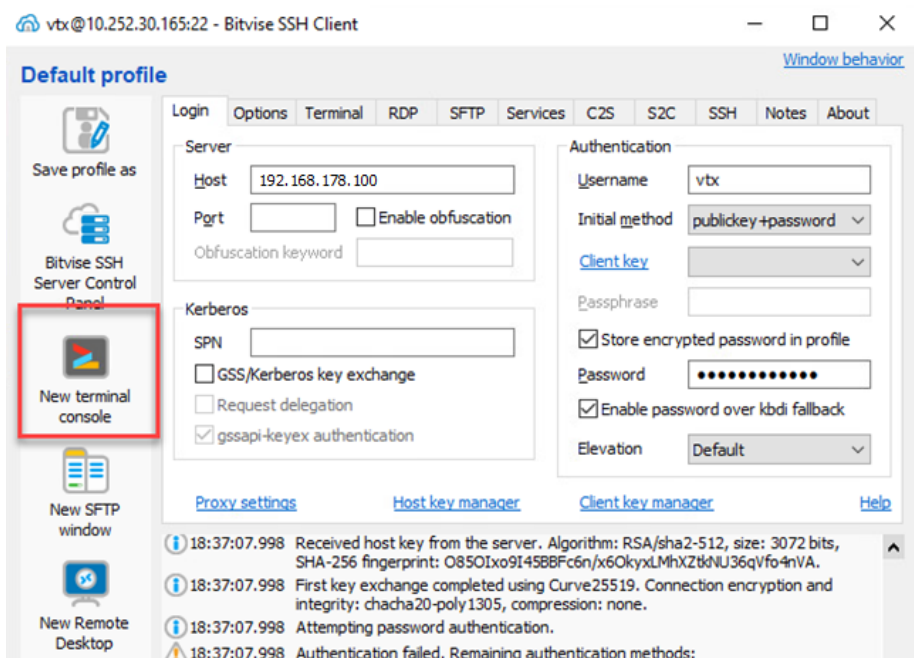 vtx@10.252.30.165:22 - Bitvise SSH Client
Default profile
Window behavior
Save profile as
Bitvise SSH
Server Control
Panel
New terminal
console
New SFTP
window
New Remote
Desktop
Login Options Terminal RDP SFTP Services C2S S2C SSH Notes About
Server
Host 192.168.178.100
Port Enable obfuscation
Obfuscation keyword
Kerberos
SPN
GSS/Kerberos key exchange
Request delegation
gssapi-keyex authentication
Authentication
Username vtx
Initial method publickey+password
Client key
Passphrase
Store encrypted password in profile
Password ●●●●●●●●●●●●
Enable password over kbdi fallback
Elevation Default
Proxy settings Host key manager Client key manager Help
18:37:07.998 Received host key from the server. Algorithm: RSA/sha2-512, size: 3072 bits,
SHA-256 fingerprint: O85OIxo9I45BBFc6n/x6OkyxLMhXZtkNU36qVfo4nVA.
18:37:07.998 First key exchange completed using Curve25519. Connection encryption and
integrity: chacha20-poly1305, compression: none.
18:37:07.998 Attempting password authentication.
18:37:07.998 Authentication failed. Remaining authentication methods: